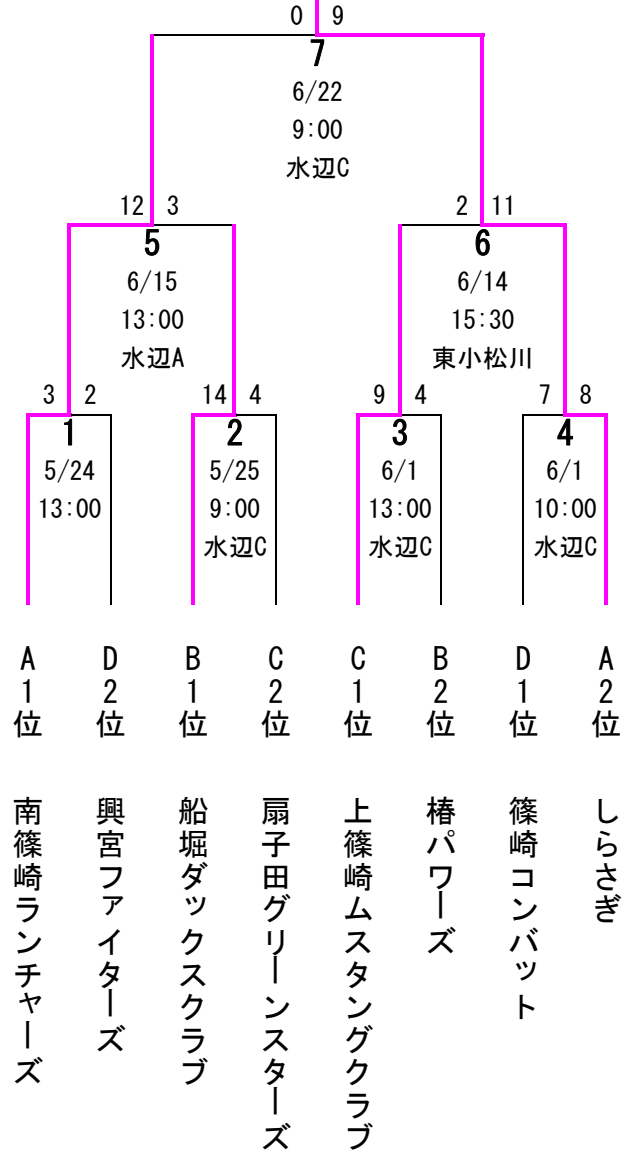 0 9
7
6/22
9:00
水辺C
12 3
5
6/15
13:00
水辺A
2 11
6
6/14
15:30
東小松川
3 2
1
5/24
13:00
14 4
2
5/25
9:00
水辺C
9 4
3
6/1
13:00
水辺C
7 8
4
6/1
10:00
水辺C
A1位 南篠崎ランチャーズ
D2位 興宮ファイターズ
B1位 船堀ダックスクラブ
C2位 扇子田グリーンスターズ
C1位 上篠崎ムスタングクラブ
B2位 椿パワーズ
D1位 篠崎コンバット
A2位 しらさぎ